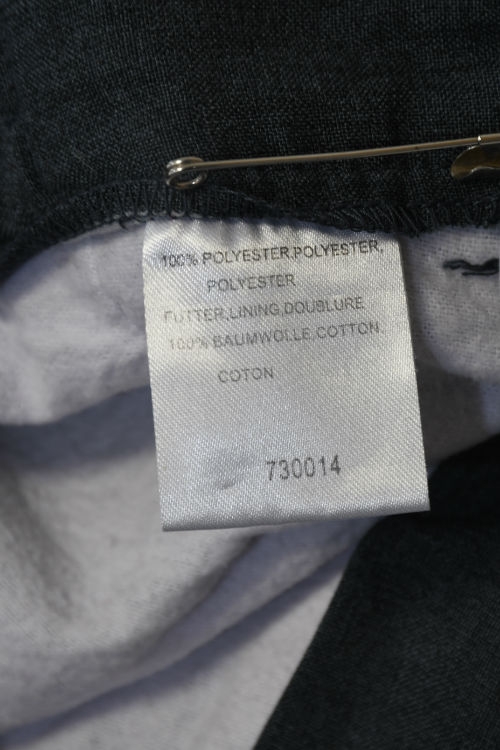 100% POLYESTER,POLYESTER,
POLYESTER
FUTTER,LINING,DOUBLURE
100% BAUMWOLLE,COTTON
COTON
730014